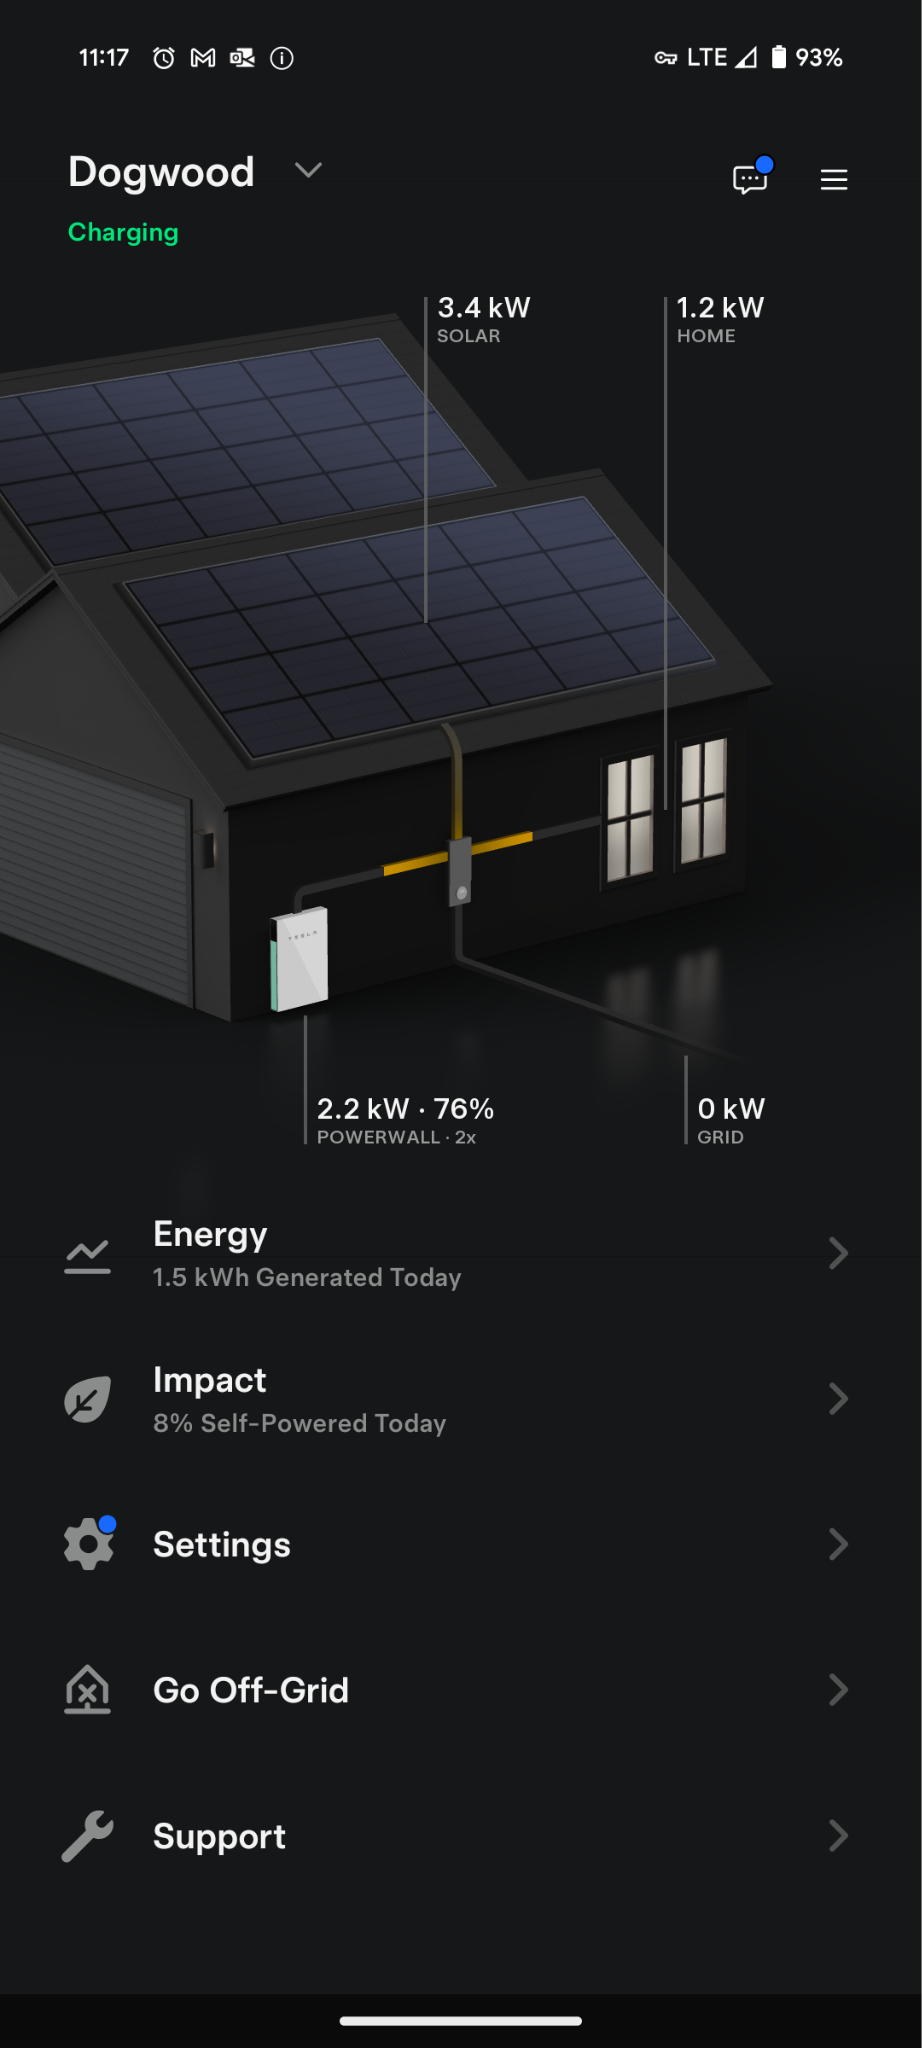 11:17
LTE 93%
Dogwood
Charging
3.4 kW
SOLAR
1.2 kW
HOME
TESLA
2.2 kW · 76%
POWERWALL · 2x
0 kW
GRID
Energy
1.5 kWh Generated Today
Impact
8% Self-Powered Today
Settings
Go Off-Grid
Support